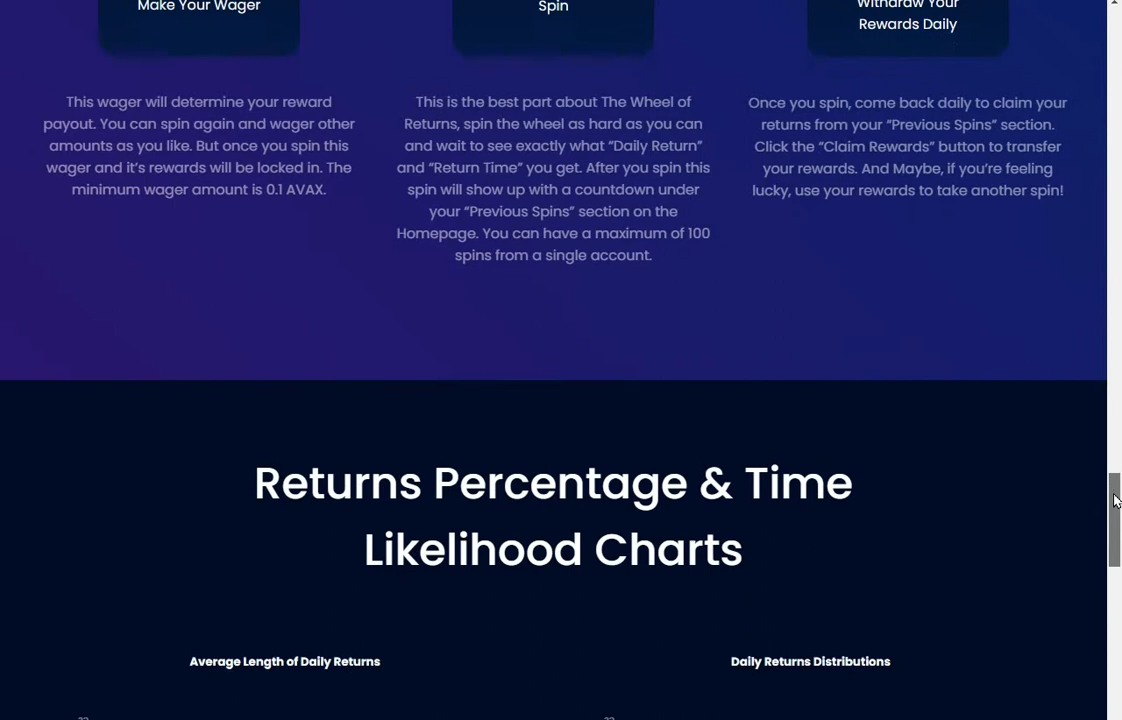 Make Your Wager
Spin
Withdraw Your
Rewards Daily
This wager will determine your reward
payout. You can spin again and wager other
amounts as you like. But once you spin this
wager and it's rewards will be locked in. The
minimum wager amount is 0.1 AVAX.
This is the best part about The Wheel of
Returns, spin the wheel as hard as you can
and wait to see exactly what “Daily Return”
and “Return Time” you get. After you spin this
spin will show up with a countdown under
your “Previous Spins” section on the
Homepage. You can have a maximum of 100
spins from a single account.
Once you spin, come back daily to claim your
returns from your “Previous Spins” section.
Click the “Claim Rewards” button to transfer
your rewards. And Maybe, if you're feeling
lucky, use your rewards to take another spin!
Returns Percentage & Time
Likelihood Charts
Average Length of Daily Returns
Daily Returns Distributions